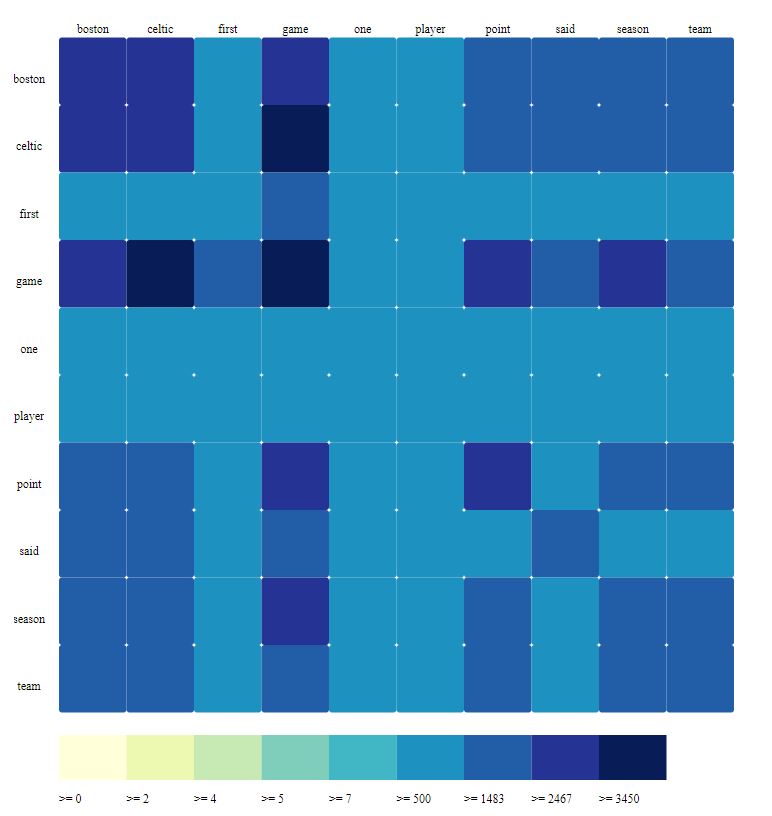 boston celtic first game one player point said season team
boston
celtic
first
game
one
player
point
said
season
team
>= 0 >= 2 >= 4 >= 5 >= 7 >= 500 >= 1483 >= 2467 >= 3450